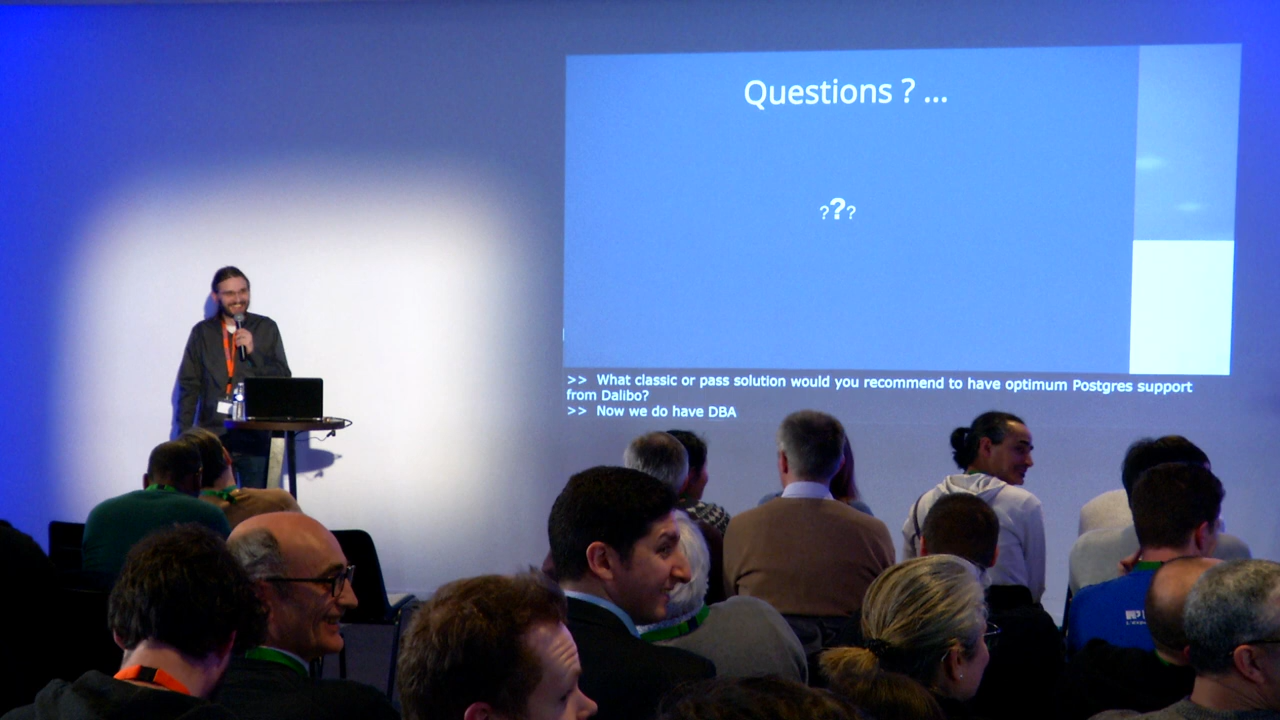 Questions ? ...
???
>> What classic or pass solution would you recommend to have optimum Postgres support
from Dalibo?
>> Now we do have DBA